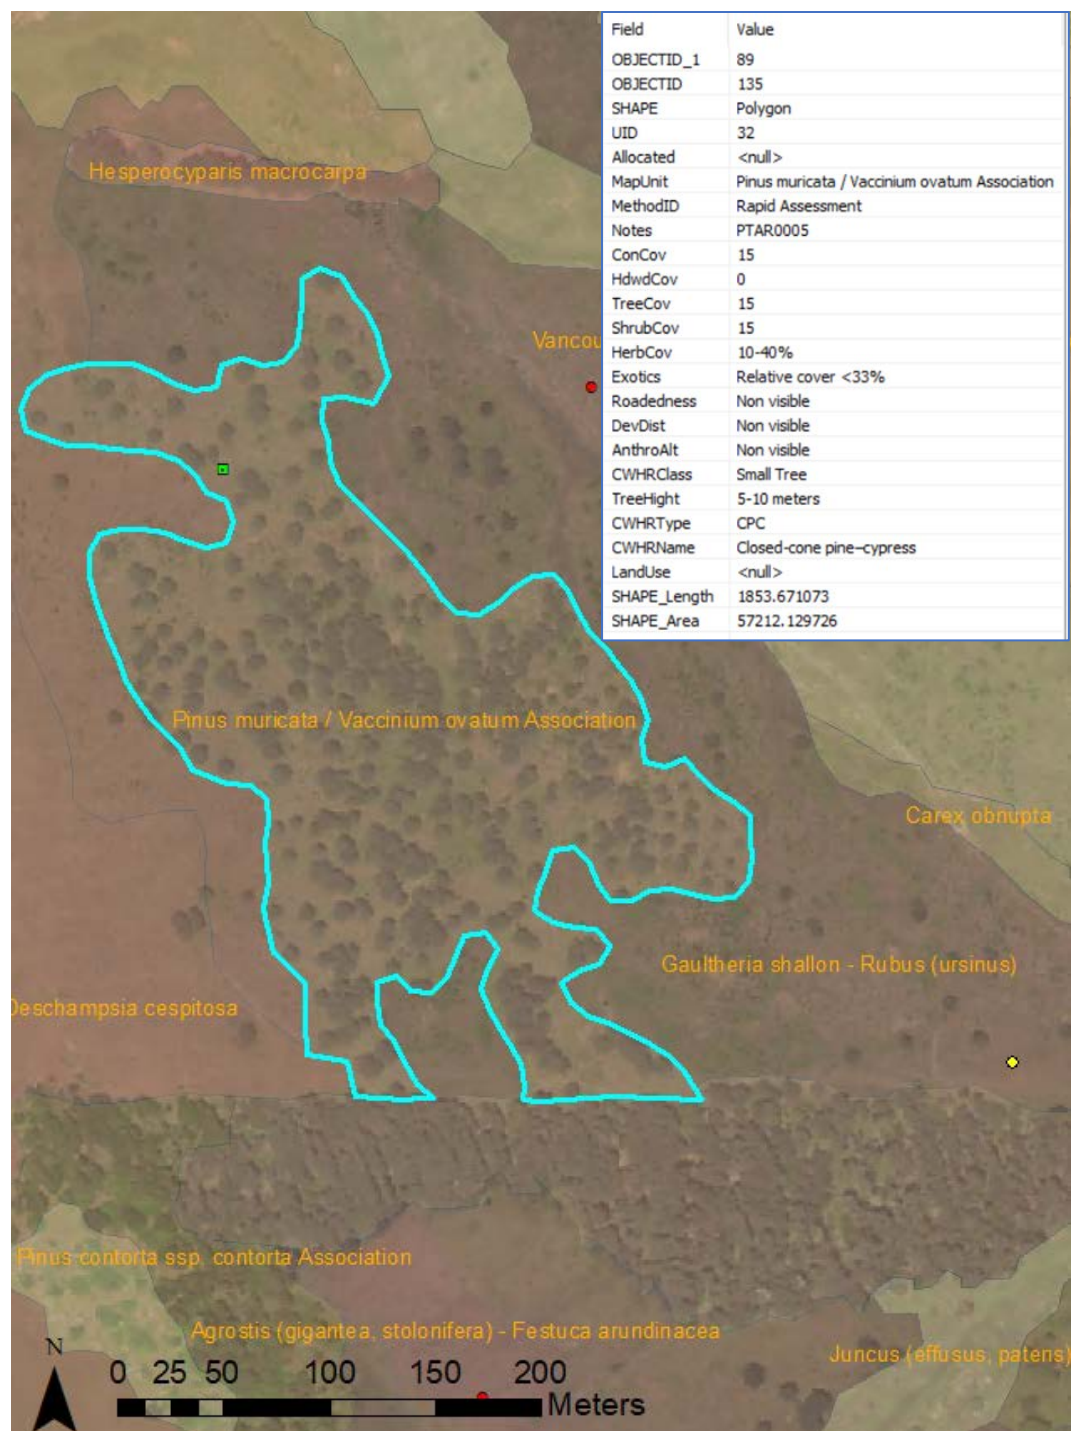 Field Value
OBJECTID_1 89
OBJECTID 135
SHAPE Polygon
UID 32
Allocated <null>
MapUnit Pinus muricata / Vaccinium ovatum Association
MethodID Rapid Assessment
Notes PTAR0005
ConCov 15
HdwdCov 0
TreeCov 15
ShrubCov 15
HerbCov 10-40%
Exotics Relative cover <33%
Roadedness Non visible
DevDist Non visible
AnthroAlt Non visible
CWHRClass Small Tree
TreeHight 5-10 meters
CWHRType CPC
CWHRName Closed-cone pine–cypress
LandUse <null>
SHAPE_Length 1853.671073
SHAPE_Area 57212.129726
Hesperocyparis macrocarpa
Vancou
Pinus muricata / Vaccinium ovatum Association
Carex obnupta
Gaultheria shallon - Rubus (ursinus)
Deschampsia cespitosa
Pinus contorta ssp. contorta Association
Agrostis (gigantea, stolonifera) - Festuca arundinacea
Juncus (effusus, patens)
N
0 25 50 100 150 200
Meters